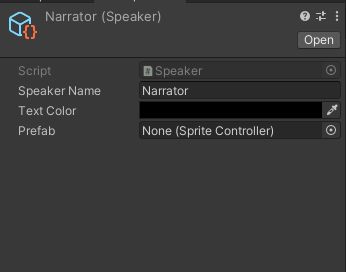 Narrator (Speaker)
Open
Script
Speaker
Speaker Name
Narrator
Text Color
Prefab
None (Sprite Controller)